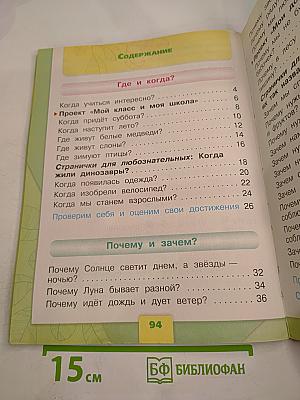 Содержание
Где и когда?
Когда учиться интересно? 4
Проект «Мой класс и моя школа» 6
Когда придёт суббота? 8
Когда наступит лето? 10
Где живут белые медведи? 12
Где живут слоны? 14
Где зимуют птицы? 16
Странички для любознательных: Когда
жили динозавры? 18
Когда появилась одежда? 20
Когда изобрели велосипед? 22
Когда мы станем взрослыми? 24
Проверим себя и оценим свои достижения 26
Почему и зачем?
Почему Солнце светит днем, а звёзды —
ночью? 32
Почему Луна бывает разной? 34
Почему идёт дождь и дует ветер? 36
94
15 см
БФ БИБЛИОФАН